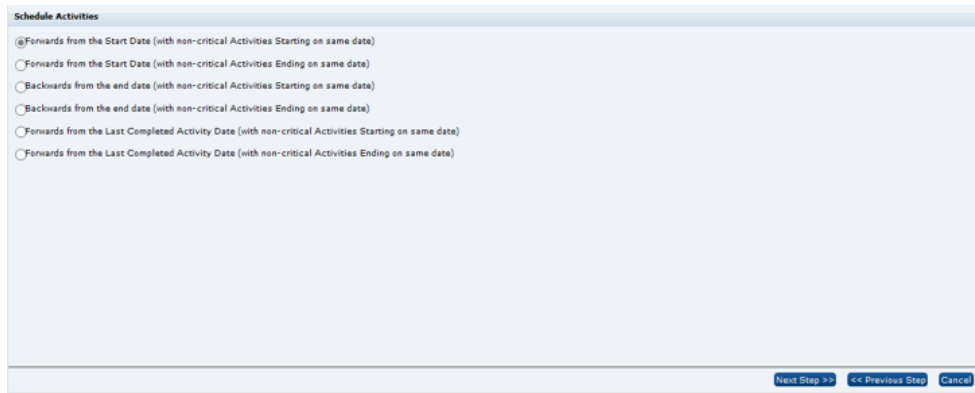 Schedule Activities
Forwards from the Start Date (with non-critical Activities Starting on same date)
Forwards from the Start Date (with non-critical Activities Ending on same date)
Backwards from the end date (with non-critical Activities Starting on same date)
Backwards from the end date (with non-critical Activities Ending on same date)
Forwards from the Last Completed Activity Date (with non-critical Activities Starting on same date)
Forwards from the Last Completed Activity Date (with non-critical Activities Ending on same date)
Next Step >> << Previous Step Cancel